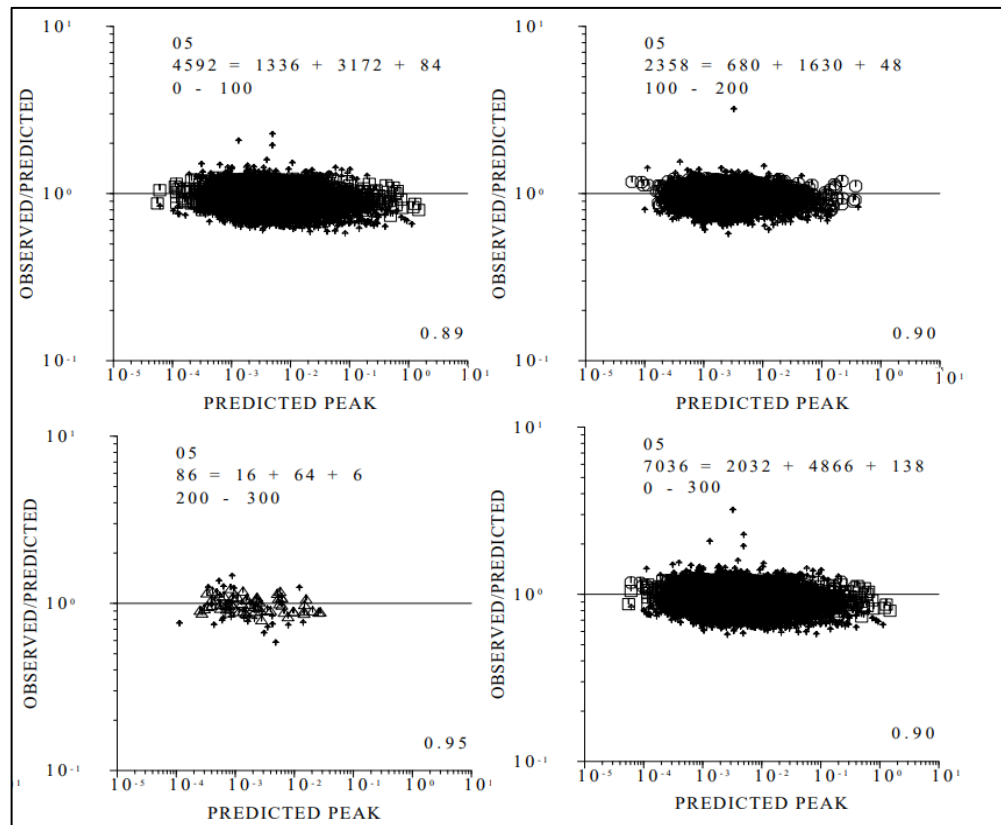 10¹
05
4592 = 1336 + 3172 + 84
0 - 100
10⁰
OBSERVED/PREDICTED
10⁻¹
0.89
10⁻⁵ 10⁻⁴ 10⁻³ 10⁻² 10⁻¹ 10⁰ 10¹
PREDICTED PEAK
10¹
05
2358 = 680 + 1630 + 48
100 - 200
10⁰
OBSERVED/PREDICTED
10⁻¹
0.90
10⁻⁵ 10⁻⁴ 10⁻³ 10⁻² 10⁻¹ 10⁰ 10¹
PREDICTED PEAK
10¹
05
86 = 16 + 64 + 6
200 - 300
10⁰
OBSERVED/PREDICTED
10⁻¹
0.95
10⁻⁵ 10⁻⁴ 10⁻³ 10⁻² 10⁻¹ 10⁰ 10¹
PREDICTED PEAK
10¹
05
7036 = 2032 + 4866 + 138
0 - 300
10⁰
OBSERVED/PREDICTED
10⁻¹
0.90
10⁻⁵ 10⁻⁴ 10⁻³ 10⁻² 10⁻¹ 10⁰ 10¹
PREDICTED PEAK